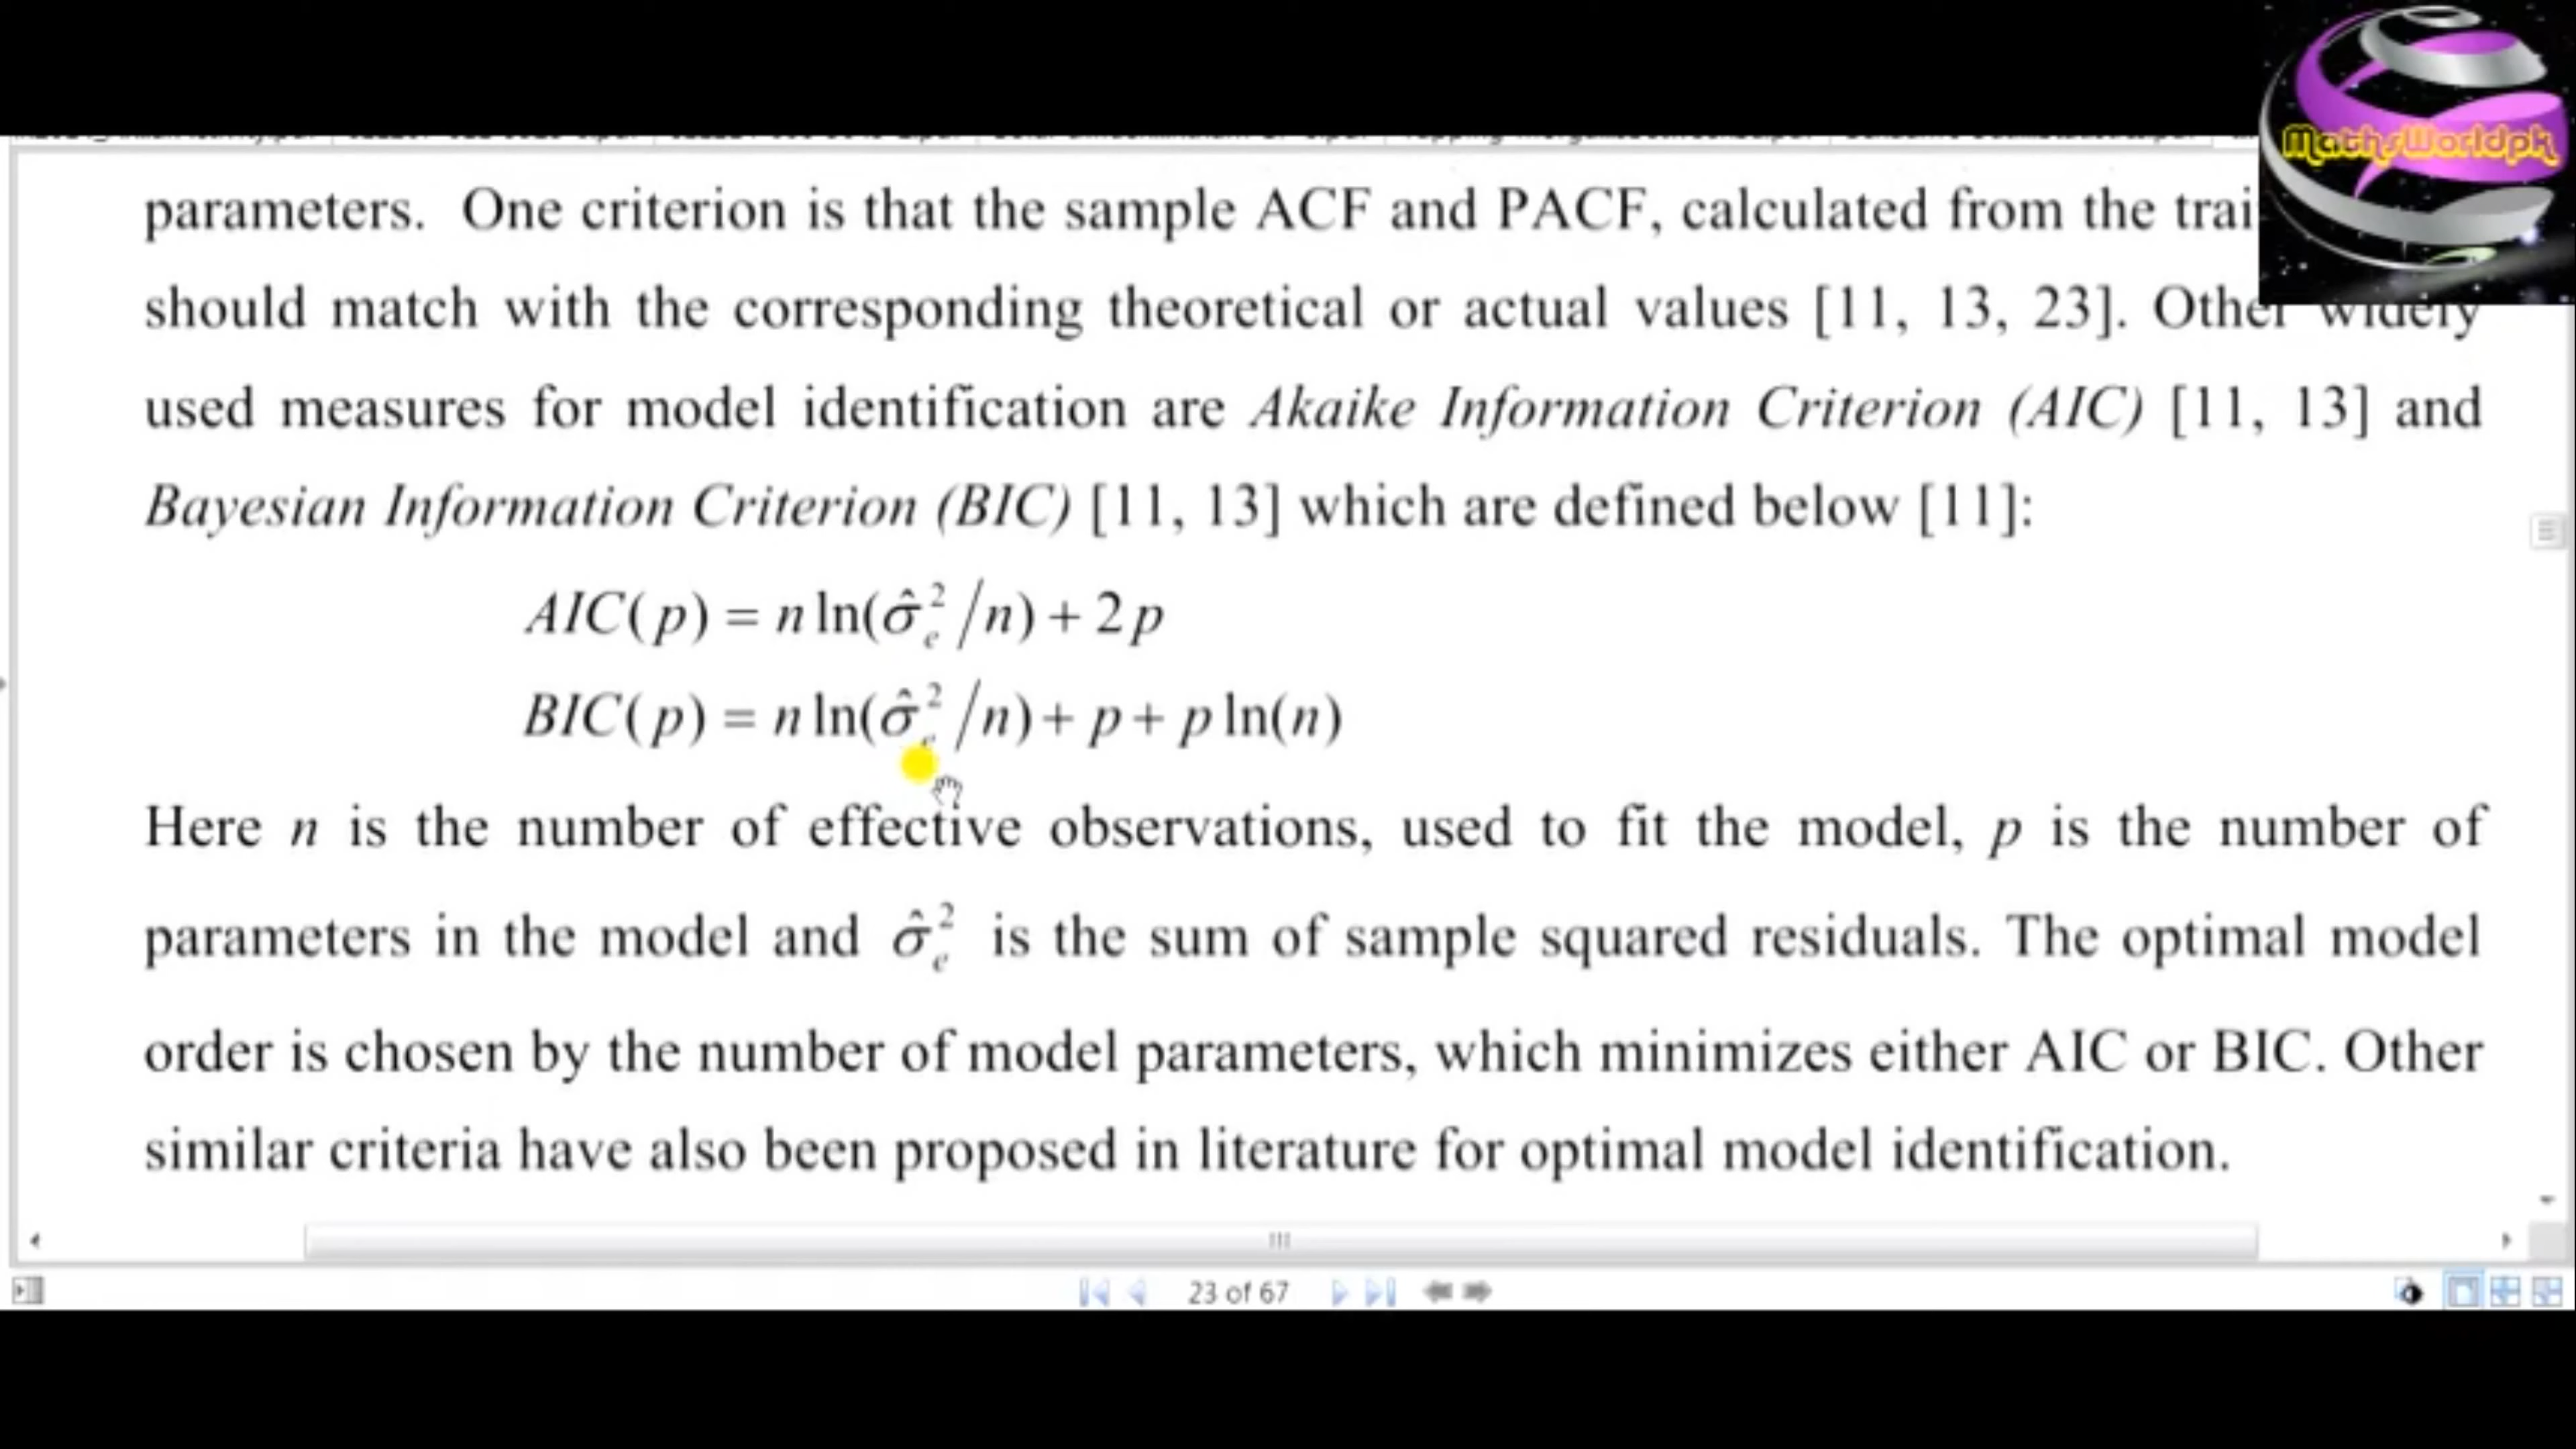 MathsWorldpk
parameters. One criterion is that the sample ACF and PACF, calculated from the
should match with the corresponding theoretical or actual values [11, 13, 23]. Other widely
used measures for model identification are Akaike Information Criterion (AIC) [11, 13] and
Bayesian Information Criterion (BIC) [11, 13] which are defined below [11]:
AIC(p) = n ln(σ̂ₑ²/n) + 2p
BIC(p) = n ln(σ̂ₑ²/n) + p + p ln(n)
Here n is the number of effective observations, used to fit the model, p is the number of
parameters in the model and σ̂ₑ² is the sum of sample squared residuals. The optimal model
order is chosen by the number of model parameters, which minimizes either AIC or BIC. Other
similar criteria have also been proposed in literature for optimal model identification.
23 of 67